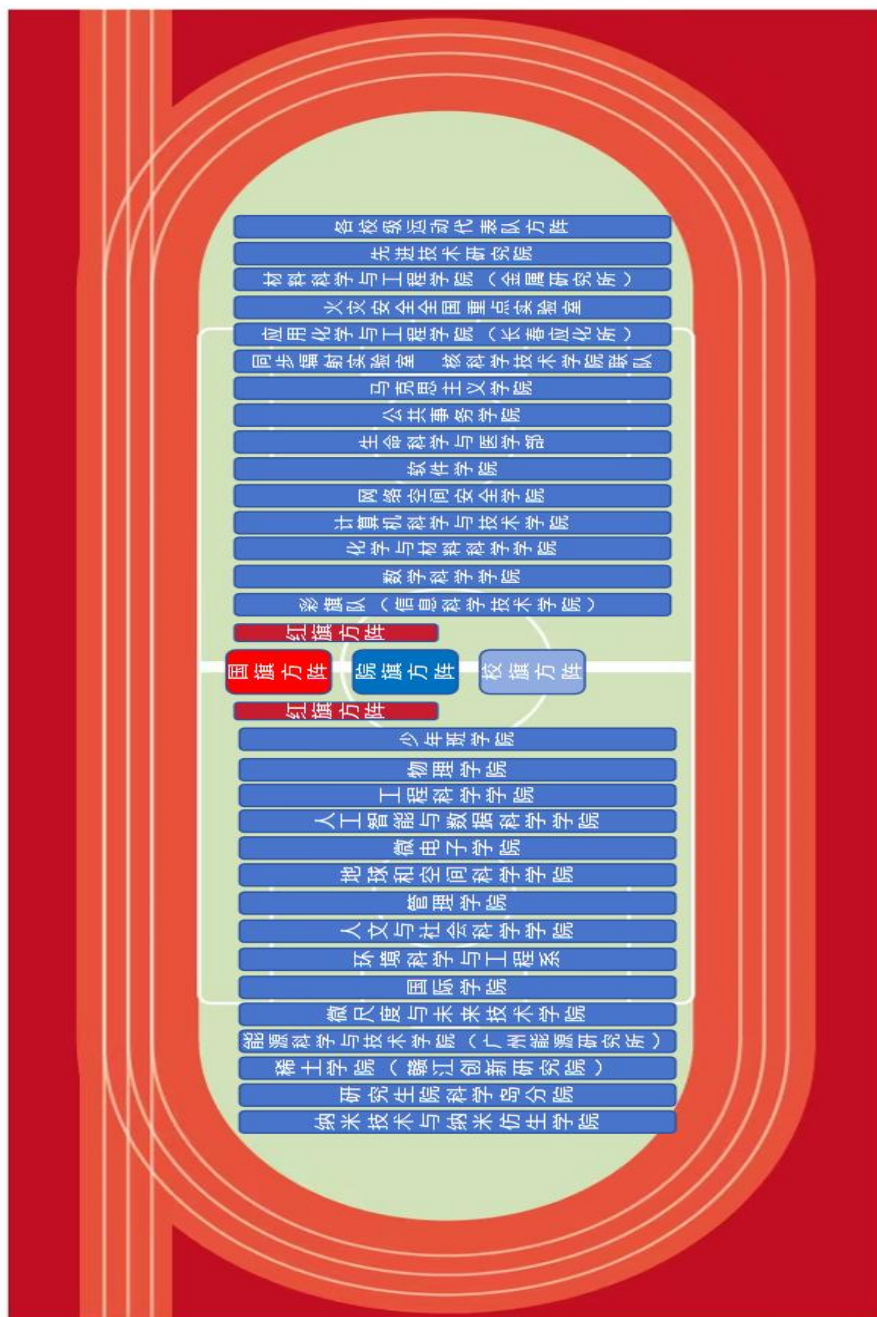 各校级运动代表队方阵
先进技术研究院
材料科学与工程学院（金属研究所）
火灾安全全国重点实验室
应用化学与工程学院（长春应化所）
同步辐射实验室 核科学技术学院联队
马克思主义学院
公共事务学院
生命科学与医学部
软件学院
网络空间安全学院
计算机科学与技术学院
化学与材料科学学院
数学科学学院
彩旗队（信息科学技术学院）
红旗方阵
国旗方阵
院旗方阵
校旗方阵
红旗方阵
少年班学院
物理学院
工程科学学院
人工智能与数据科学学院
微电子学院
地球和空间科学学院
管理学院
人文与社会科学学院
环境科学与工程系
国际学院
微尺度与未来技术学院
能源科学与技术学院（广州能源研究所）
稀土学院（赣江创新研究院）
研究生院科学岛分院
纳米技术与纳米仿生学院